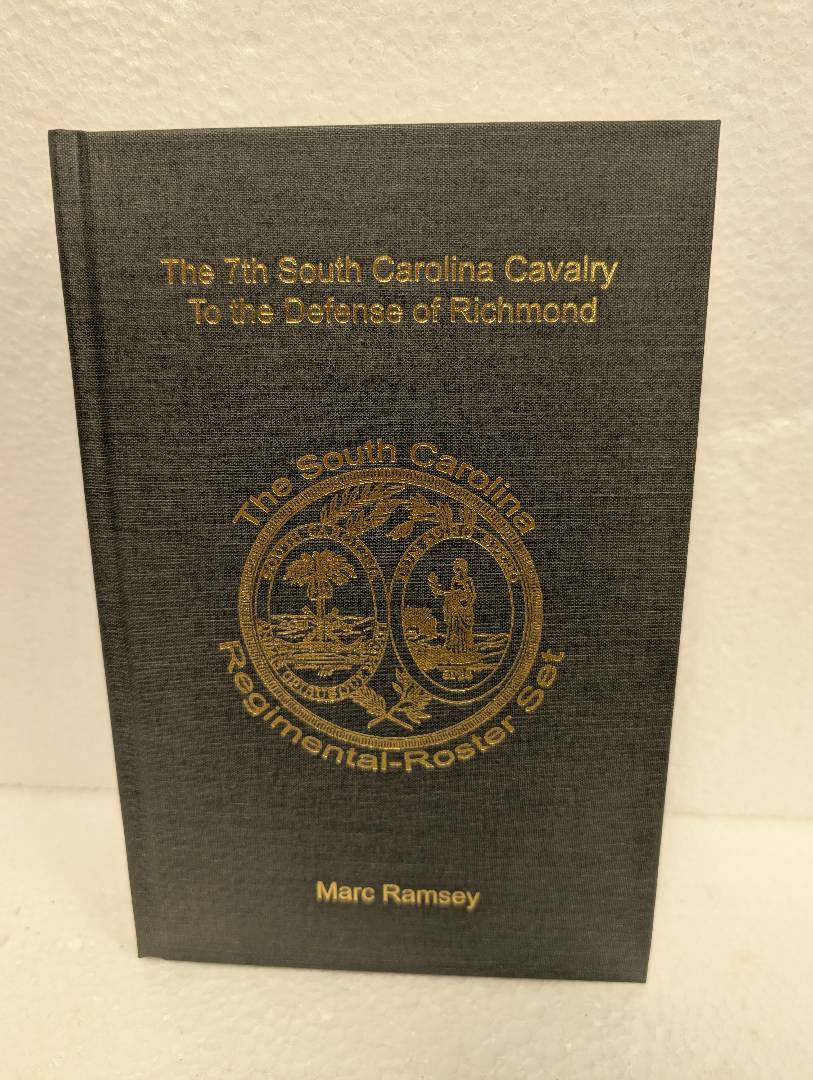 The 7th South Carolina Cavalry
To the Defense of Richmond
The South Carolina
Regimental-Roster Set
Marc Ramsey